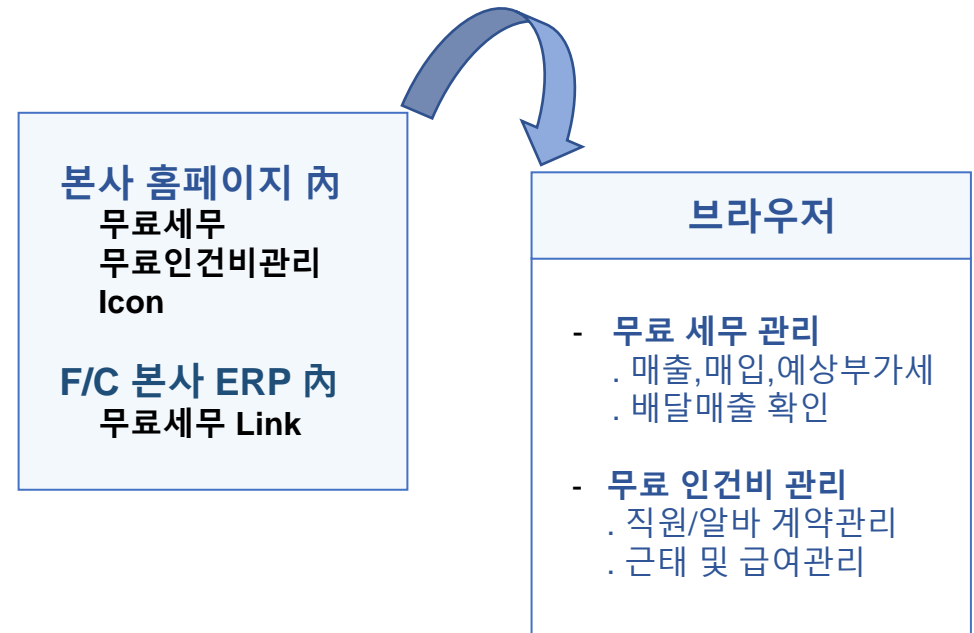 본사 홈페이지 內
무료세무
무료인건비관리
Icon
F/C 본사 ERP 內
무료세무 Link
브라우저
- 무료 세무 관리
. 매출,매입,예상부가세
. 배달매출 확인
- 무료 인건비 관리
. 직원/알바 계약관리
. 근태 및 급여관리